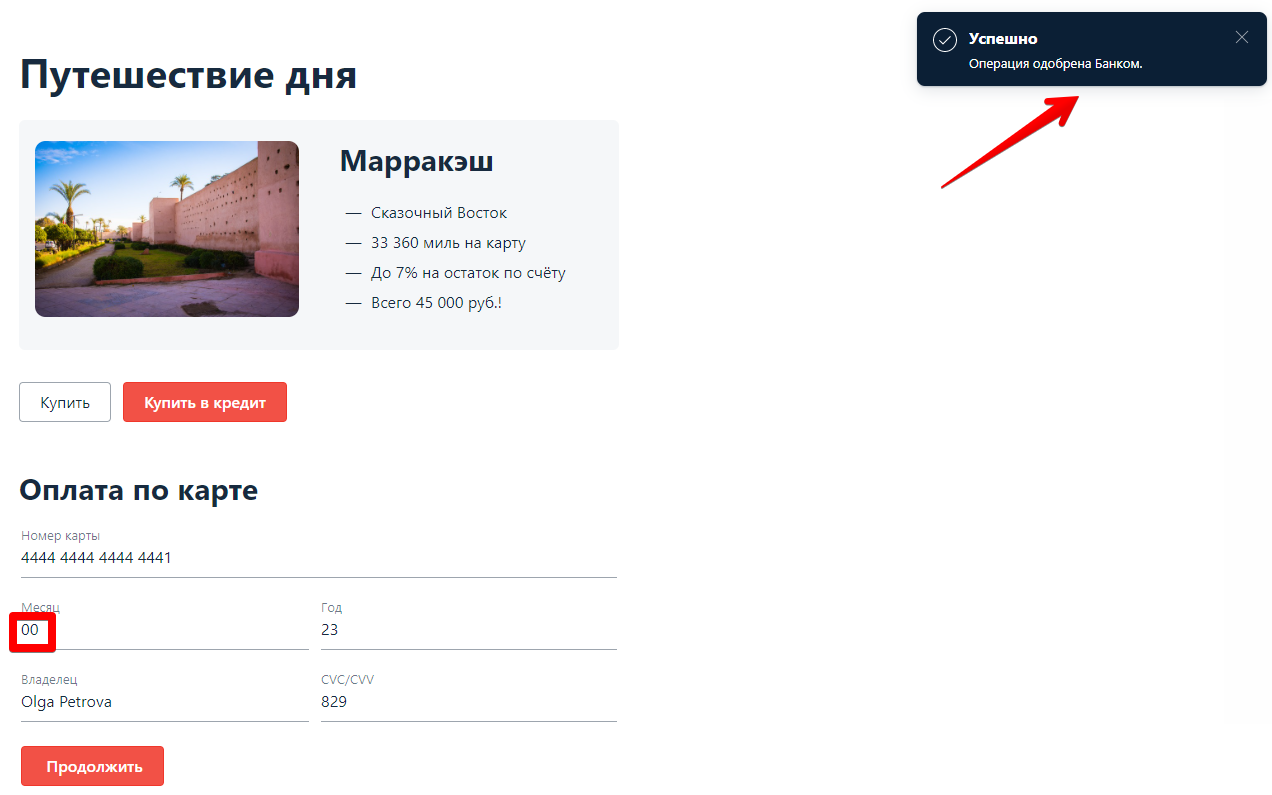 Успешно
Операция одобрена Банком.
Путешествие дня
Марракэш
— Сказочный Восток
— 33 360 миль на карту
— До 7% на остаток по счёту
— Всего 45 000 руб.!
Купить
Купить в кредит
Оплата по карте
Номер карты
4444 4444 4444 4441
Месяц
Год
00
23
Владелец
CVC/CVV
Olga Petrova
829
Продолжить